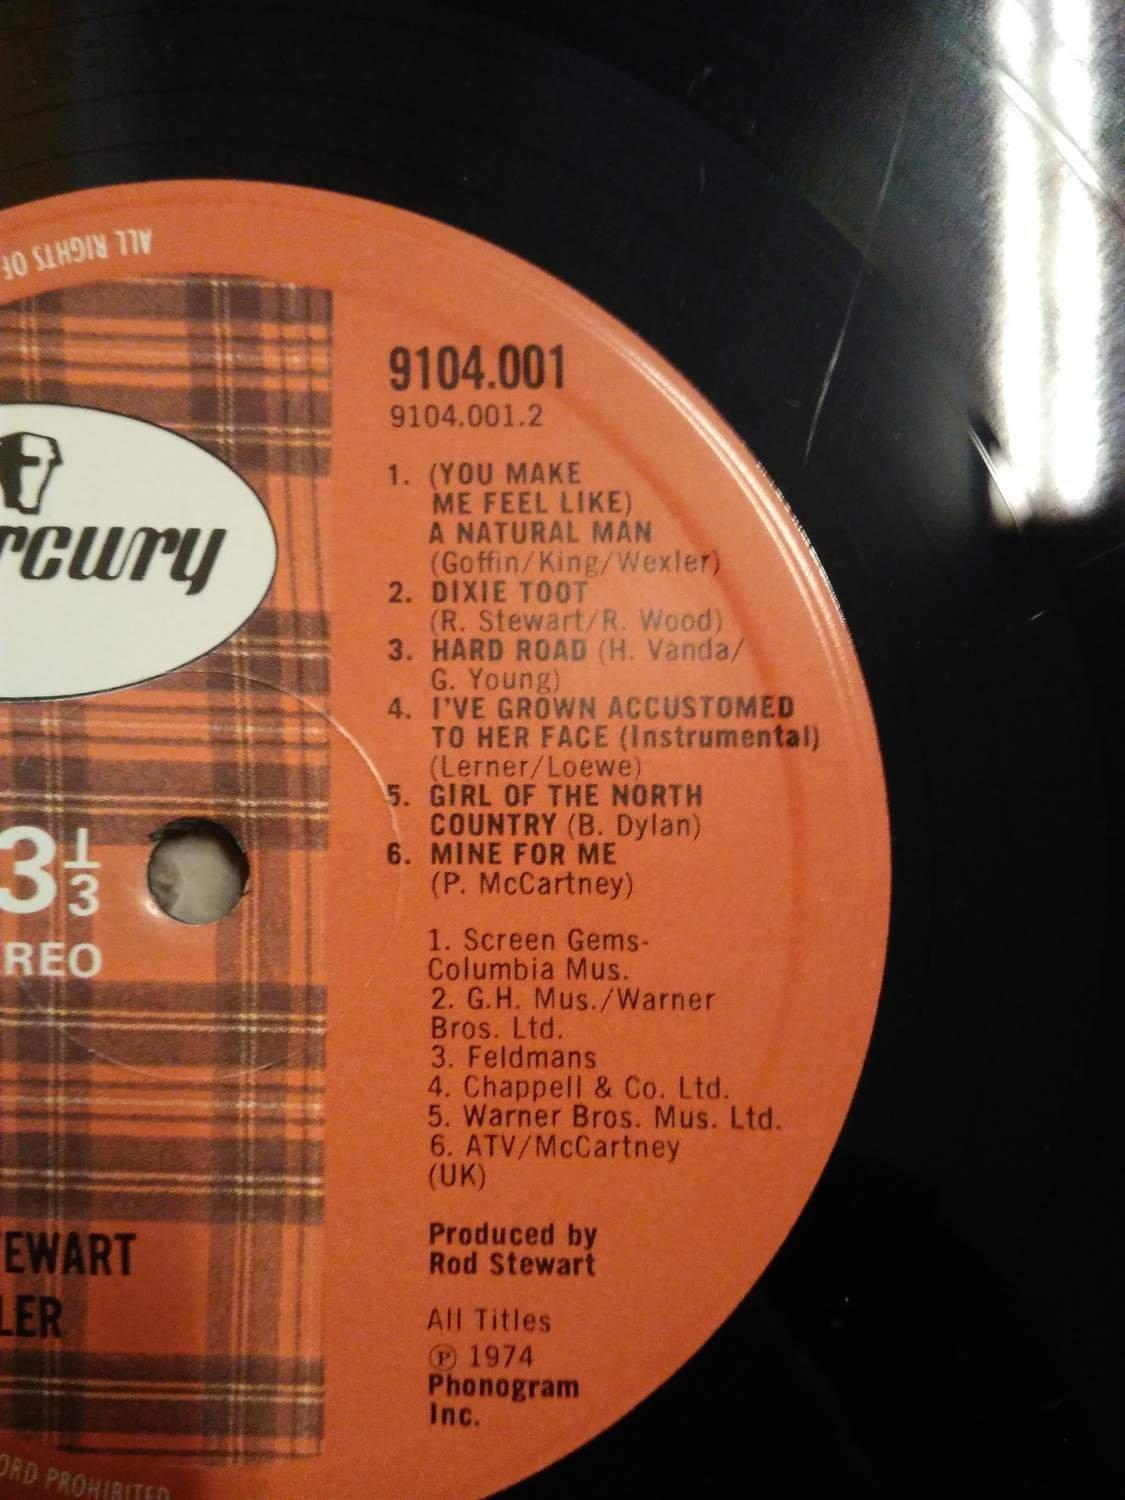 ALL RIGHTS OF
9104.001
9104.001.2
1. (YOU MAKE
ME FEEL LIKE)
A NATURAL MAN
(Goffin/King/Wexler)
2. DIXIE TOOT
(R. Stewart/R. Wood)
3. HARD ROAD (H. Vanda/
G. Young)
4. I'VE GROWN ACCUSTOMED
TO HER FACE (Instrumental)
(Lerner/Loewe)
5. GIRL OF THE NORTH
COUNTRY (B. Dylan)
6. MINE FOR ME
(P. McCartney)
1. Screen Gems-
Columbia Mus.
2. G.H. Mus./Warner
Bros. Ltd.
3. Feldmans
4. Chappell & Co. Ltd.
5. Warner Bros. Mus. Ltd.
6. ATV/McCartney
(UK)
Produced by
Rod Stewart
All Titles
℗ 1974
Phonogram
Inc.
rcury
3 1/3
REO
TEWART
LER
ORD PROHIBITED